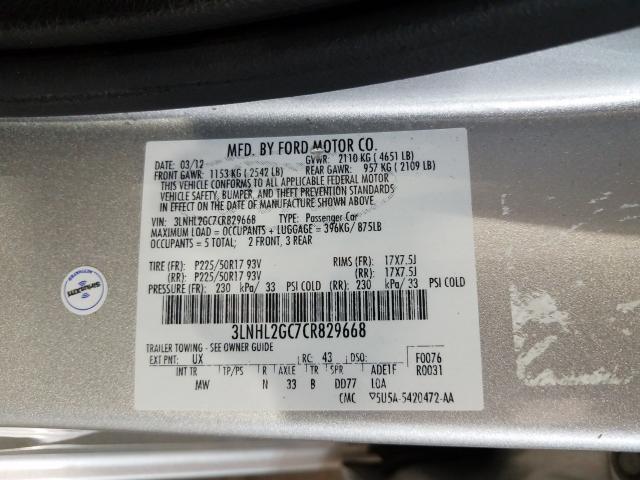 MFD. BY FORD MOTOR CO.
DATE: 03/12 GVWR: 2110 KG ( 4651 LB)
FRONT GAWR: 1153 KG ( 2542 LB) REAR GAWR: 957 KG ( 2109 LB)
THIS VEHICLE CONFORMS TO ALL APPLICABLE FEDERAL MOTOR
VEHICLE SAFETY, BUMPER, AND THEFT PREVENTION STANDARDS
IN EFFECT ON THE DATE OF MANUFACTURE SHOWN ABOVE.
VIN: 3LNHL2GC7CR829668 TYPE: Passenger Car
MAXIMUM LOAD = OCCUPANTS + LUGGAGE = 396KG/ 875LB
OCCUPANTS = 5 TOTAL; 2 FRONT, 3 REAR
TIRE (FR): P225/50R17 93V RIMS (FR): 17X7.5J
(RR): P225/50R17 93V (RR): 17X7.5J
PRESSURE (FR): 230 kPa/ 33 PSI COLD (RR): 230 kPa/ 33 PSI COLD
3LNHL2GC7CR829668
TRAILER TOWING - SEE OWNER GUIDE
EXT PNT: UX RC: 43 DSO: F0076
INT TR TP/PS R AXLE TR SPR ADE1F R0031
MW N 33 B DD77 LOA
CMC ▽5U5A-5420472-AA